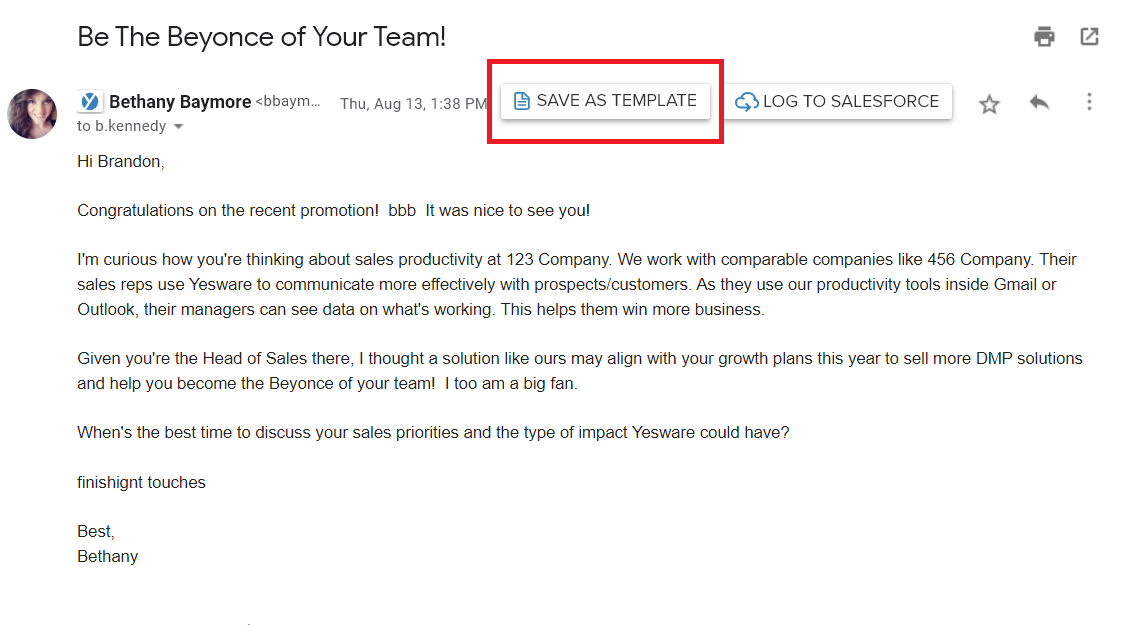 Be The Beyonce of Your Team!
Bethany Baymore <bbaym... Thu, Aug 13, 1:38 PM SAVE AS TEMPLATE LOG TO SALESFORCE
to b.kennedy
Hi Brandon,
Congratulations on the recent promotion!  bbb  It was nice to see you!
I'm curious how you're thinking about sales productivity at 123 Company. We work with comparable companies like 456 Company. Their
sales reps use Yesware to communicate more effectively with prospects/customers. As they use our productivity tools inside Gmail or
Outlook, their managers can see data on what's working. This helps them win more business.
Given you're the Head of Sales there, I thought a solution like ours may align with your growth plans this year to sell more DMP solutions
and help you become the Beyonce of your team!  I too am a big fan.
When's the best time to discuss your sales priorities and the type of impact Yesware could have?
finishignt touches
Best,
Bethany